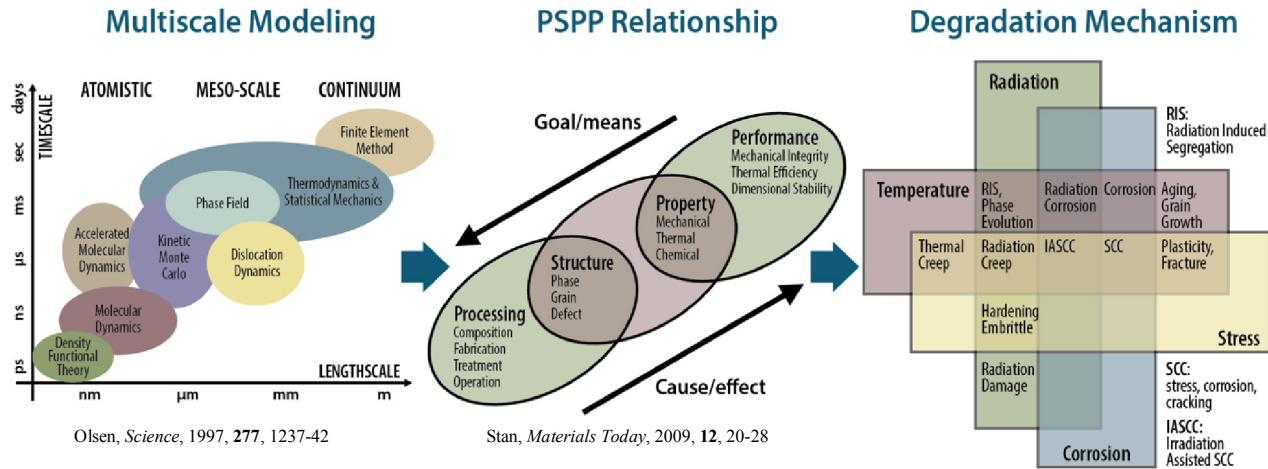 Multiscale Modeling
ATOMISTIC
MESO-SCALE
CONTINUUM
TIMESCALE
days
sec
ms
µs
ns
ps
Finite Element
Method
Thermodynamics &
Statistical Mechanics
Phase Field
Accelerated
Molecular
Dynamics
Kinetic
Monte
Carlo
Dislocation
Dynamics
Molecular
Dynamics
Density
Functional
Theory
LENGTHSCALE
nm
µm
mm
m
Olsen, Science, 1997, 277, 1237-42
PSPP Relationship
Goal/means
Performance
Mechanical Integrity
Thermal Efficiency
Dimensional Stability
Property
Mechanical
Thermal
Chemical
Structure
Phase
Grain
Defect
Processing
Composition
Fabrication
Treatment
Operation
Cause/effect
Stan, Materials Today, 2009, 12, 20-28
Degradation Mechanism
Radiation
RIS:
Radiation Induced
Segregation
Temperature
RIS,
Phase
Evolution
Radiation
Corrosion
Corrosion
Aging,
Grain
Growth
Thermal
Creep
Radiation
Creep
IASCC
SCC
Plasticity,
Fracture
Hardening
Embrittle
Stress
Radiation
Damage
SCC:
stress, corrosion,
cracking
IASCC:
Irradiation
Assisted SCC
Corrosion